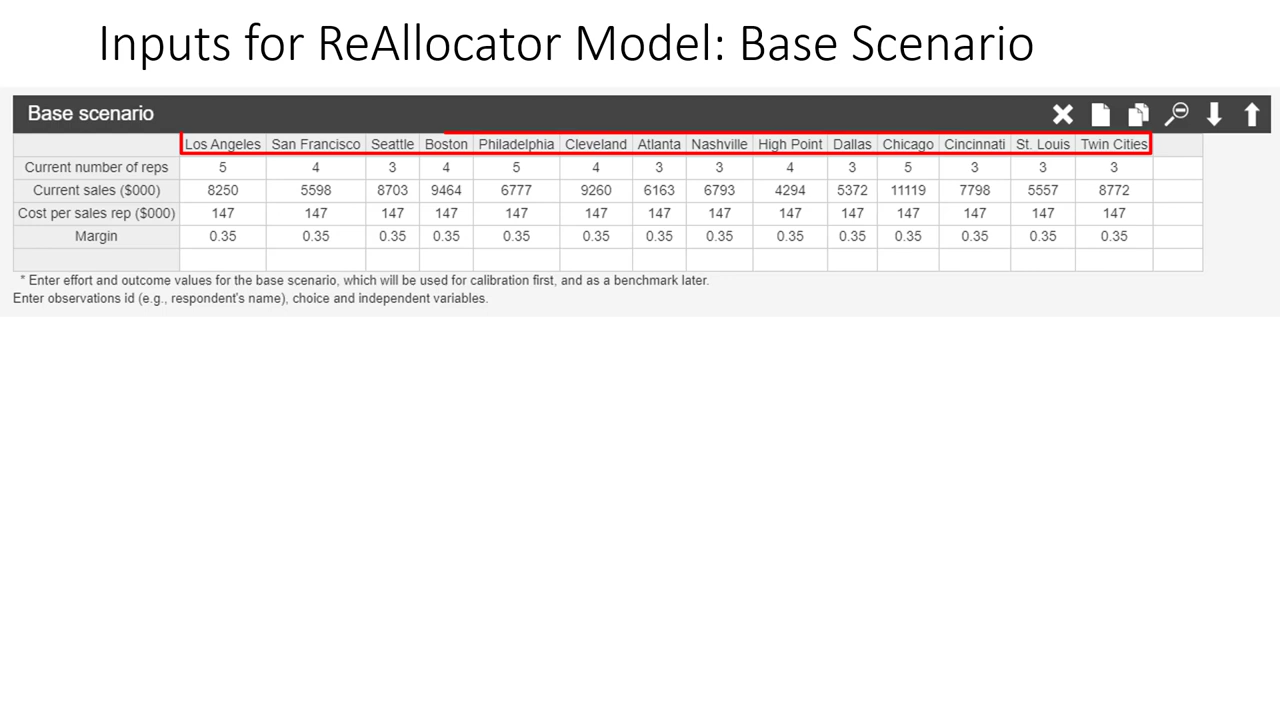 Inputs for ReAllocator Model: Base Scenario
Base scenario
Los Angeles San Francisco Seattle Boston Philadelphia Cleveland Atlanta Nashville High Point Dallas Chicago Cincinnati St. Louis Twin Cities
Current number of reps 5 4 3 4 5 4 3 3 4 3 5 3 3 3
Current sales ($000) 8250 5598 8703 9464 6777 9260 6163 6793 4294 5372 11119 7798 5557 8772
Cost per sales rep ($000) 147 147 147 147 147 147 147 147 147 147 147 147 147 147
Margin 0.35 0.35 0.35 0.35 0.35 0.35 0.35 0.35 0.35 0.35 0.35 0.35 0.35 0.35
* Enter effort and outcome values for the base scenario, which will be used for calibration first, and as a benchmark later.
Enter observations id (e.g., respondent's name), choice and independent variables.